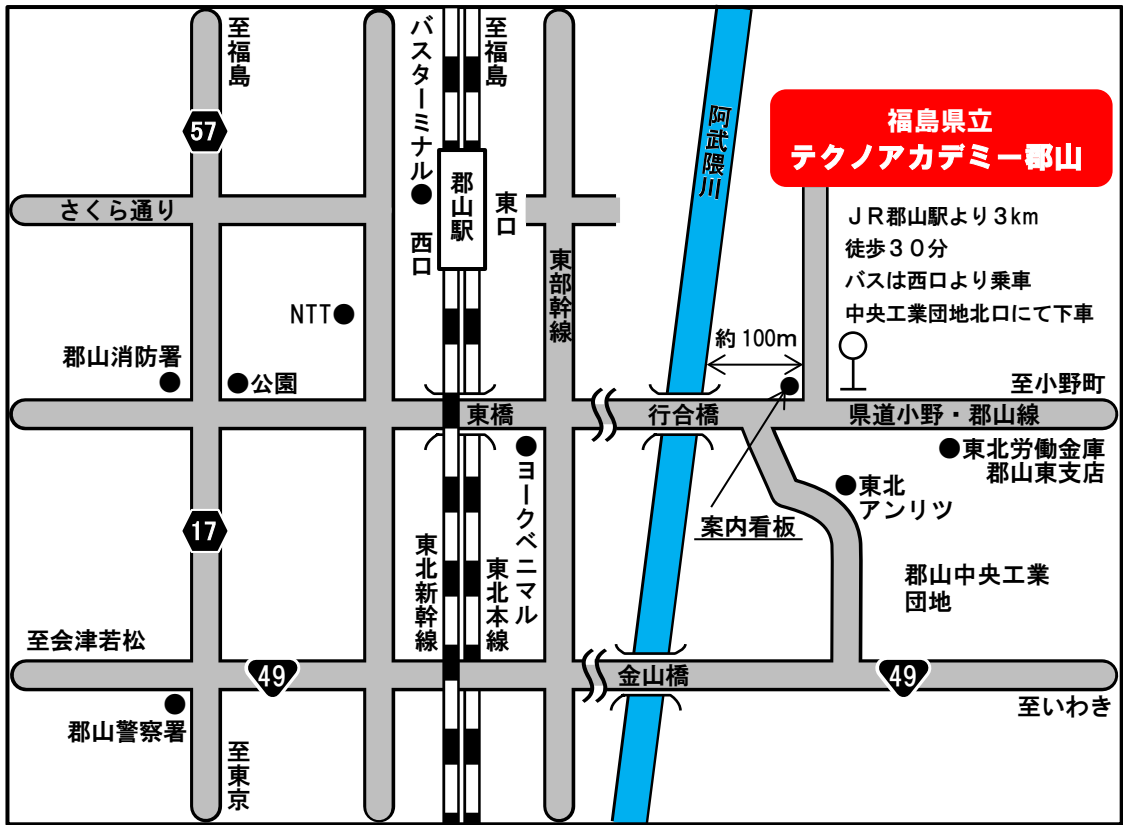 至福島
バスターミナル
至福島
阿武隈川
福島県立
テクノアカデミー郡山
57
さくら通り
郡山駅
東口
西口
東部幹線
ＪＲ郡山駅より３km
徒歩３０分
バスは西口より乗車
中央工業団地北口にて下車
NTT
約100m
郡山消防署
公園
至小野町
東橋
行合橋
県道小野・郡山線
東北労働金庫
郡山東支店
ヨークベニマル
東北
アンリツ
17
案内看板
東北新幹線
東北本線
郡山中央工業
団地
至会津若松
49
金山橋
49
至いわき
郡山警察署
至東京